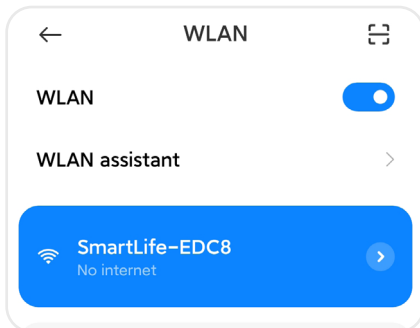 WLAN
WLAN
WLAN assistant
SmartLife-EDC8
No internet